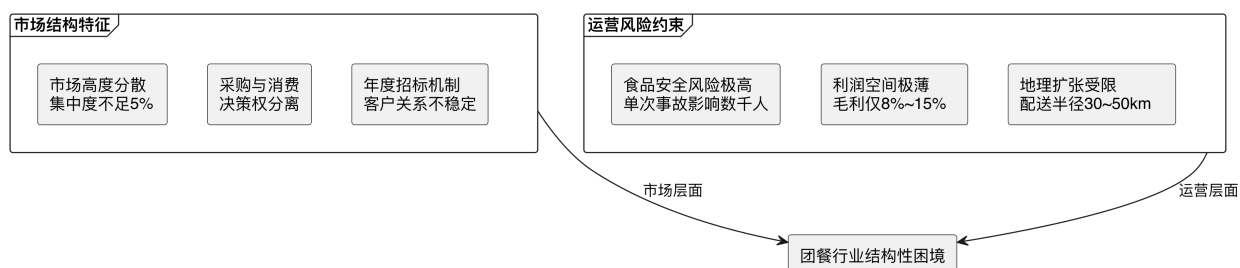 市场结构特征
市场高度分散
集中度不足5%
采购与消费
决策权分离
年度招标机制
客户关系不稳定
运营风险约束
食品安全风险极高
单次事故影响数千人
利润空间极薄
毛利仅8%~15%
地理扩张受限
配送半径30~50km
市场层面
运营层面
团餐行业结构性困境